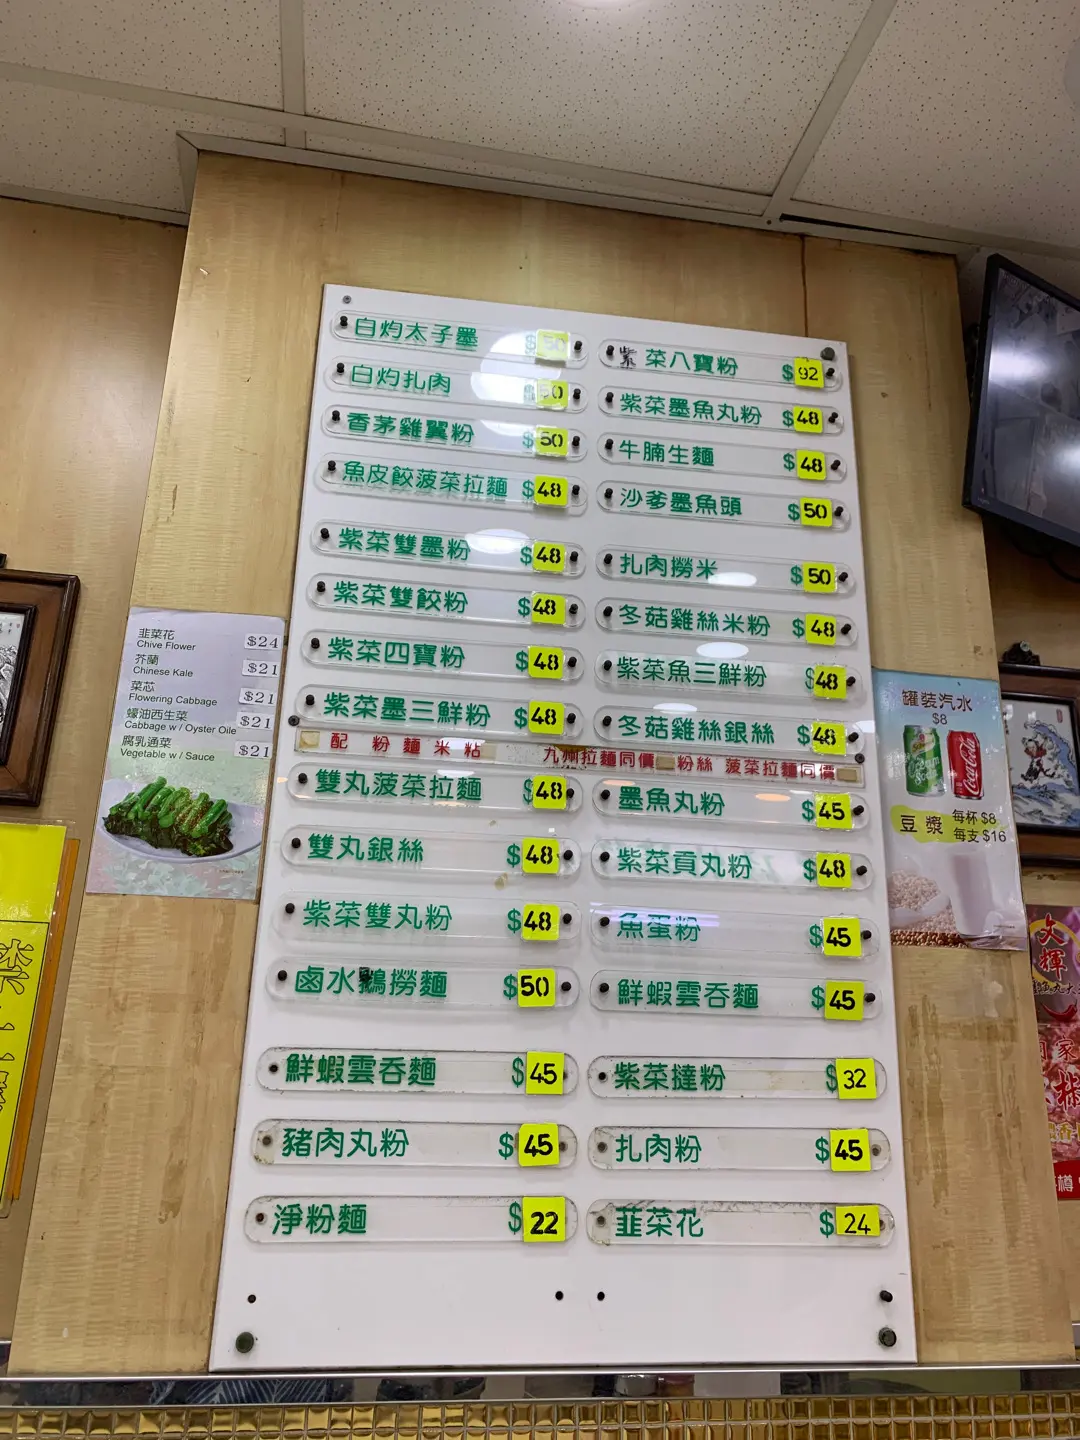 白灼太子墨 $50
白灼扎肉 $50
香茅雞翼粉 $50
魚皮餃菠菜拉麵 $48
紫菜雙墨粉 $48
紫菜雙餃粉 $48
紫菜四寶粉 $48
紫菜墨三鮮粉 $48
紫菜八寶粉 $92
紫菜墨魚丸粉 $48
牛腩生麵 $48
沙爹墨魚頭 $50
扎肉撈米 $50
冬菇雞絲米粉 $48
紫菜魚三鮮粉 $48
冬菇雞絲銀絲 $48
配 粉麵米粘 九州拉麵同價 粉絲 菠菜拉麵同價
雙丸菠菜拉麵 $48
雙丸銀絲 $48
紫菜雙丸粉 $48
鹵水鵝撈麵 $50
鮮蝦雲吞麵 $45
豬肉丸粉 $45
淨粉麵 $22
墨魚丸粉 $45
紫菜貢丸粉 $48
魚蛋粉 $45
鮮蝦雲吞麵 $45
紫菜撻粉 $32
扎肉粉 $45
韮菜花 $24
韭菜花 $24
Chive Flower
芥蘭 $21
Chinese Kale
菜芯 $21
Flowering Cabbage
蠔油西生菜 $21
Cabbage w / Oyster Oile
腐乳通菜 $21
Vegetable w / Sauce
罐裝汽水
$8
Cream Soda
Coca-Cola
豆漿
每杯 $8
每支 $16
文輝